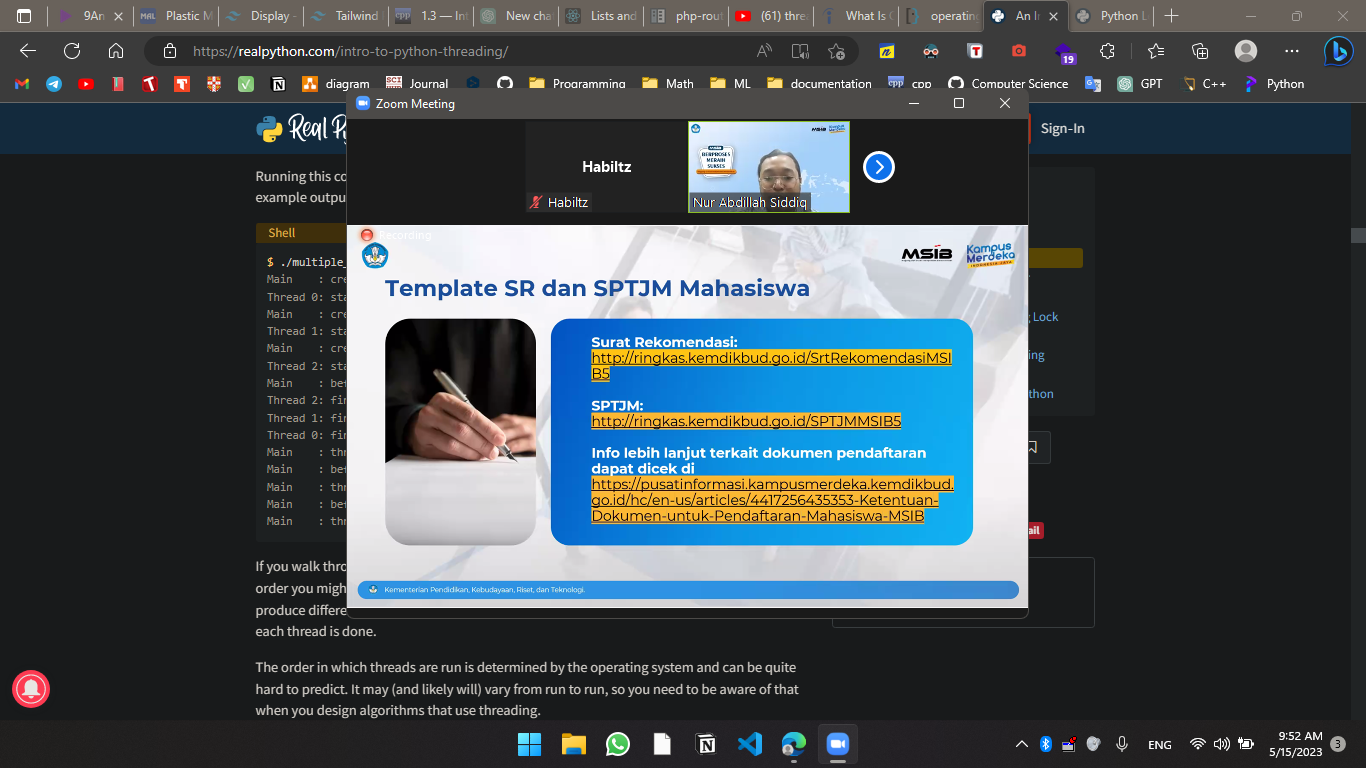 9An
Plastic M
Display -
Tailwind
1.3 — Int
New cha
Lists and
php-rout
(61) thre
What Is C
operating
An In
Python L
https://realpython.com/intro-to-python-threading/
19
diagram
Journal
Programming
Math
ML
documentation
cpp
Computer Science
GPT
C++
Python
Zoom Meeting
Real Py
Sign-In
Habiltz
Habiltz
BERPROSES
MERAIH
SUKSES
Nur Abdillah Siddiq
Running this co
example outpu
Shell
$ ./multiple_
Main : cre
Thread 0: sta
Main : cre
Thread 1: sta
Main : cre
Thread 2: sta
Main : bef
Thread 2: fin
Thread 1: fin
Thread 0: fin
Main : thr
Main : bef
Main : thr
Main : bef
Main : thr
Recording
MSIB
Kampus
Merdeka
INDONESIA JAYA
Template SR dan SPTJM Mahasiswa
Surat Rekomendasi:
http://ringkas.kemdikbud.go.id/SrtRekomendasiMSI
B5
SPTJM:
http://ringkas.kemdikbud.go.id/SPTJMMSIB5
Info lebih lanjut terkait dokumen pendaftaran
dapat dicek di
https://pusatinformasi.kampusmerdeka.kemdikbud.
go.id/hc/en-us/articles/4417256435353-Ketentuan-
Dokumen-untuk-Pendaftaran-Mahasiswa-MSIB
Kementerian Pendidikan, Kebudayaan, Riset, dan Teknologi.
g Lock
ing
thon
ail
If you walk thro
order you migh
produce differe
each thread is done.
The order in which threads are run is determined by the operating system and can be quite
hard to predict. It may (and likely will) vary from run to run, so you need to be aware of that
when you design algorithms that use threading.
ENG
9:52 AM
5/15/2023
3